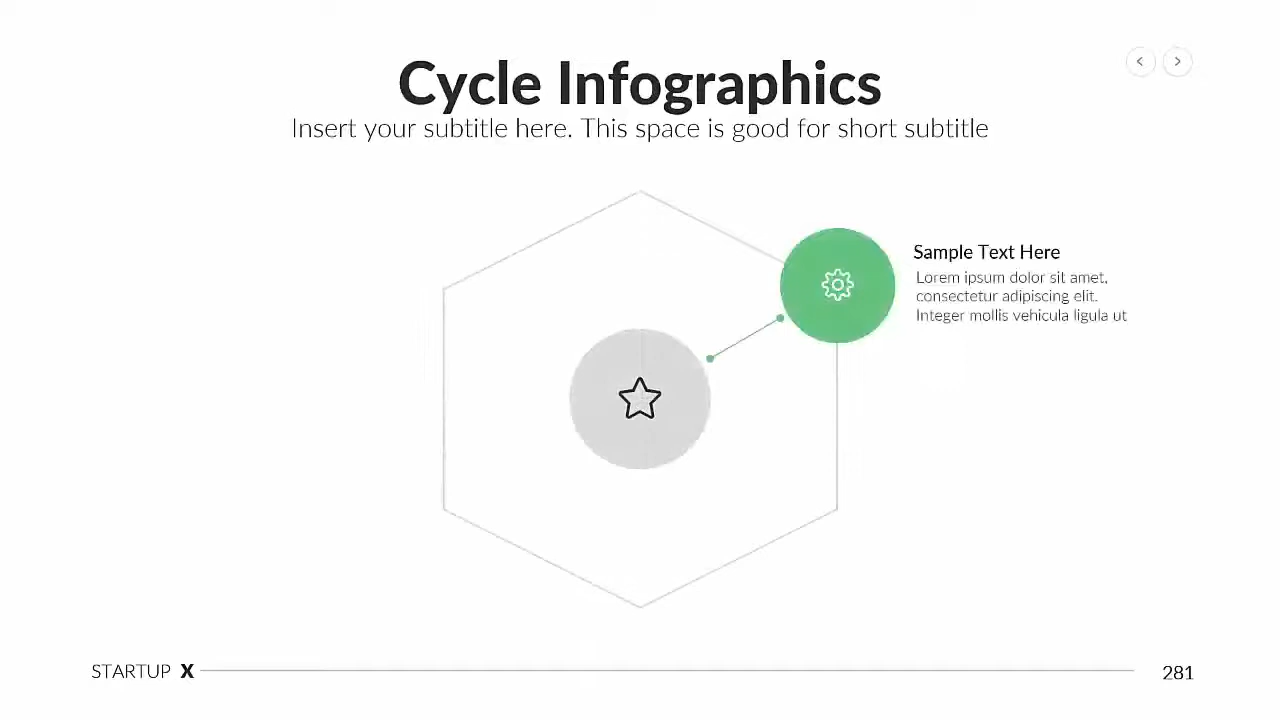 Cycle Infographics
Insert your subtitle here. This space is good for short subtitle
Sample Text Here
Lorem ipsum dolor sit amet,
consectetur adipiscing elit.
Integer mollis vehicula ligula ut
STARTUP X
281